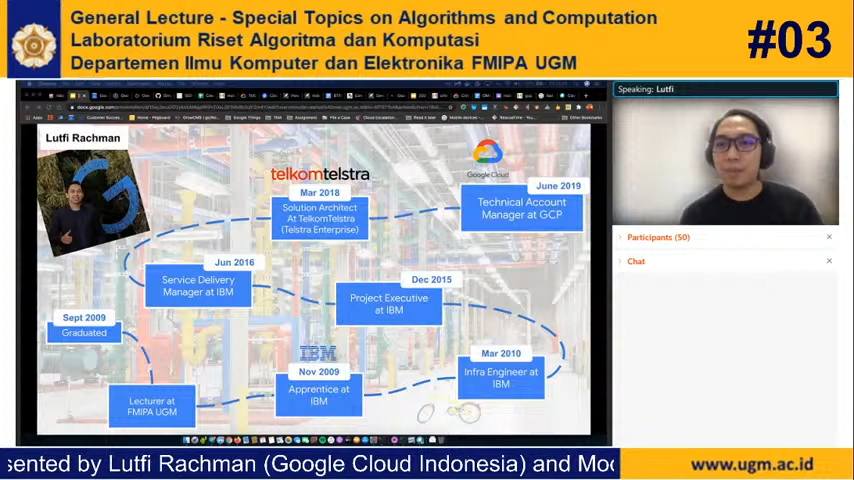 General Lecture - Special Topics on Algorithms and Computation
Laboratorium Riset Algoritma dan Komputasi
Departemen Ilmu Komputer dan Elektronika FMIPA UGM
#03
Speaking: Lutfi
Participants (50)
Chat
Lutfi Rachman
telkomtelstra
Google Cloud
Mar 2018
Solution Architect
At TelkomTelstra
(Telstra Enterprise)
June 2019
Technical Account
Manager at GCP
Jun 2016
Service Delivery
Manager at IBM
Dec 2015
Project Executive
at IBM
Sept 2009
Graduated
IBM
Nov 2009
Apprentice at
IBM
Mar 2010
Infra Engineer at
IBM
Lecturer at
FMIPA UGM
sented by Lutfi Rachman (Google Cloud Indonesia) and Moc
www.ugm.ac.id